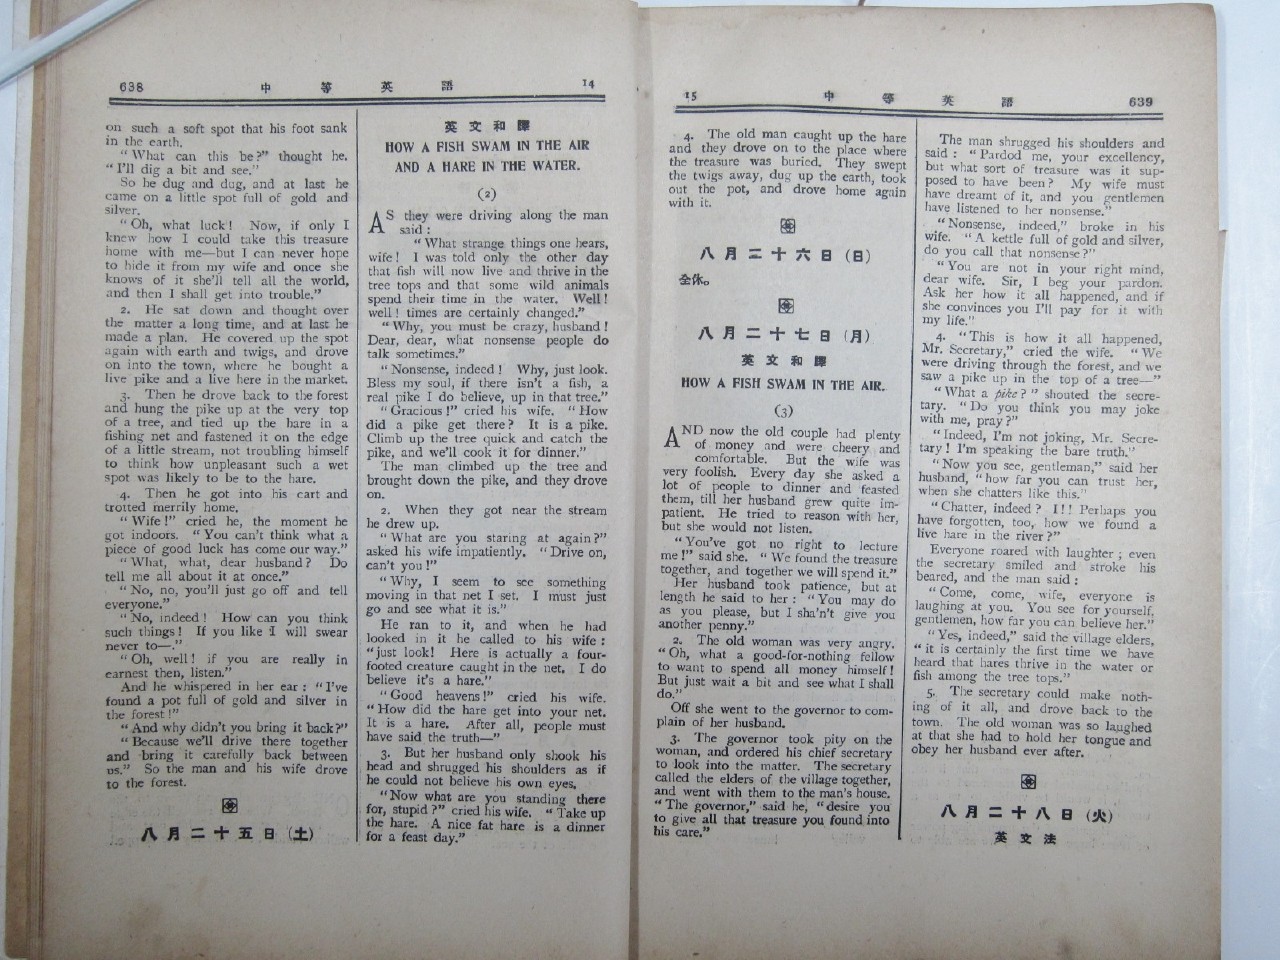 638 中等英語 14
on such a soft spot that his foot sank
in the earth.
"What can this be?" thought he.
"I'll dig a bit and see."
So he dug and dug, and at last he
came on a little spot full of gold and
silver.
"Oh, what luck! Now, if only I
knew how I could take this treasure
home with me—but I can never hope
to hide it from my wife and once she
knows of it she'll tell all the world,
and then I shall get into trouble."
2. He sat down and thought over
the matter a long time, and at last he
made a plan. He covered up the spot
again with earth and twigs, and drove
on into the town, where he bought a
live pike and a live here in the market.
3. Then he drove back to the forest
and hung the pike up at the very top
of a tree, and tied up the hare in a
fishing net and fastened it on the edge
of a little stream, not troubling himself
to think how unpleasant such a wet
spot was likely to be to the hare.
4. Then he got into his cart and
trotted merrily home.
"Wife!" cried he, the moment he
got indoors. "You can't think what a
piece of good luck has come our way."
"What, what, dear husband? Do
tell me all about it at once."
"No, no, you'll just go off and tell
everyone."
"No, indeed! How can you think
such things! If you like I will swear
never to—."
"Oh, well! if you are really in
earnest then, listen."
And he whispered in her ear: "I've
found a pot full of gold and silver in
the forest!"
"And why didn't you bring it back?"
"Because we'll drive there together
and bring it carefully back between
us." So the man and his wife drove
to the forest.
八月二十五日(土)
英文和譯
HOW A FISH SWAM IN THE AIR
AND A HARE IN THE WATER.
(2)
AS they were driving along the man
said:
"What strange things one hears,
wife! I was told only the other day
that fish will now live and thrive in the
tree tops and that some wild animals
spend their time in the water. Well!
well! times are certainly changed."
"Why, you must be crazy, husband!
Dear, dear, what nonsense people do
talk sometimes."
"Nonsense, indeed! Why, just look.
Bless my soul, if there isn't a fish, a
real pike I do believe, up in that tree."
"Gracious!" cried his wife. "How
did a pike get there? It is a pike.
Climb up the tree quick and catch the
pike, and we'll cook it for dinner."
The man climbed up the tree and
brought down the pike, and they drove
on.
2. When they got near the stream
he drew up.
"What are you staring at again?"
asked his wife impatiently. "Drive on,
can't you!"
"Why, I seem to see something
moving in that net I set. I must just
go and see what it is."
He ran to it, and when he had
looked in it he called to his wife:
"just look! Here is actually a four-
footed creature caught in the net. I do
believe it's a hare."
"Good heavens!" cried his wife.
"How did the hare get into your net.
It is a hare. After all, people must
have said the truth—"
3. But her husband only shook his
head and shrugged his shoulders as if
he could not believe his own eyes.
"Now what are you standing there
for, stupid?" cried his wife. "Take up
the hare. A nice fat hare is a dinner
for a feast day."
15 中等英語 639
4. The old man caught up the hare
and they drove on to the place where
the treasure was buried. They swept
the twigs away, dug up the earth, took
out the pot, and drove home again
with it.
八月二十六日(日)
全休。
八月二十七日(月)
英文和譯
HOW A FISH SWAM IN THE AIR.
(3)
AND now the old couple had plenty
of money and were cheery and
comfortable. But the wife was
very foolish. Every day she asked a
lot of people to dinner and feasted
them, till her husband grew quite im-
patient. He tried to reason with her,
but she would not listen.
"You've got no right to lecture
me!" said she. "We found the treasure
together, and together we will spend it."
Her husband took patience, but at
length he said to her: "You may do
as you please, but I sha'n't give you
another penny."
2. The old woman was very angry.
"Oh, what a good-for-nothing fellow
to want to spend all money himself!
But just wait a bit and see what I shall
do."
Off she went to the governor to com-
plain of her husband.
3. The governor took pity on the
woman, and ordered his chief secretary
to look into the matter. The secretary
called the elders of the village together,
and went with them to the man's house.
"The governor," said he, "desire you
to give all that treasure you found into
his care."
The man shrugged his shoulders and
said: "Pardod me, your excellency,
but what sort of treasure was it sup-
posed to have been? My wife must
have dreamt of it, and you gentlemen
have listened to her nonsense."
"Nonsense, indeed," broke in his
wife. "A kettle full of gold and silver,
do you call that nonsense?"
"You are not in your right mind,
dear wife. Sir, I beg your pardon.
Ask her how it all happened, and if
she convinces you I'll pay for it with
my life."
4. "This is how it all happened,
Mr. Secretary," cried the wife. "We
were driving through the forest, and we
saw a pike up in the top of a tree—"
"What a pike?" shouted the secre-
tary. "Do you think you may joke
with me, pray?"
"Indeed, I'm not joking, Mr. Secre-
tary! I'm speaking the bare truth."
"Now you see, gentleman," said her
husband, "how far you can trust her,
when she chatters like this."
"Chatter, indeed? I!! Perhaps you
have forgotten, too, how we found a
live hare in the river?"
Everyone roared with laughter; even
the secretary smiled and stroke his
beared, and the man said:
"Come, come, wife, everyone is
laughing at you. You see for yourself,
gentlemen, how far you can believe her."
"Yes, indeed," said the village elders,
"it is certainly the first time we have
heard that hares thrive in the water or
fish among the tree tops."
5. The secretary could make noth-
ing of it all, and drove back to the
town. The old woman was so laughed
at that she had to hold her tongue and
obey her husband ever after.
八月二十八日(火)
英文法